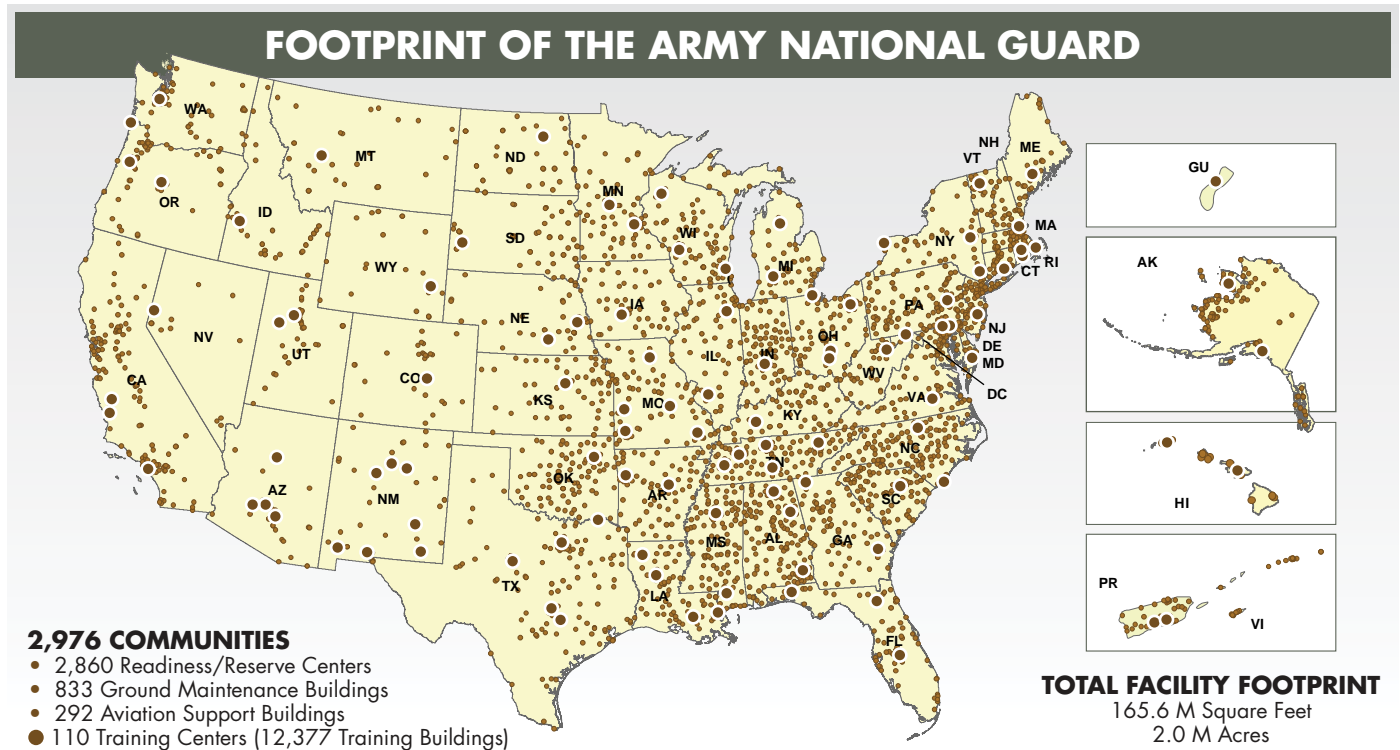 FOOTPRINT OF THE ARMY NATIONAL GUARD
WA
OR
ID
MT
ND
SD
MN
WI
MI
WY
NE
IA
NV
UT
CO
CA
KS
MO
IL
IN
OH
KY
WV
VA
PA
NY
VT
NH
ME
MA
RI
CT
NJ
DE
MD
DC
AZ
NM
OK
AR
TN
NC
SC
GA
AL
MS
LA
TX
FL
GU
AK
HI
PR
VI
2,976 COMMUNITIES
• 2,860 Readiness/Reserve Centers
• 833 Ground Maintenance Buildings
• 292 Aviation Support Buildings
• 110 Training Centers (12,377 Training Buildings)
TOTAL FACILITY FOOTPRINT
165.6 M Square Feet
2.0 M Acres